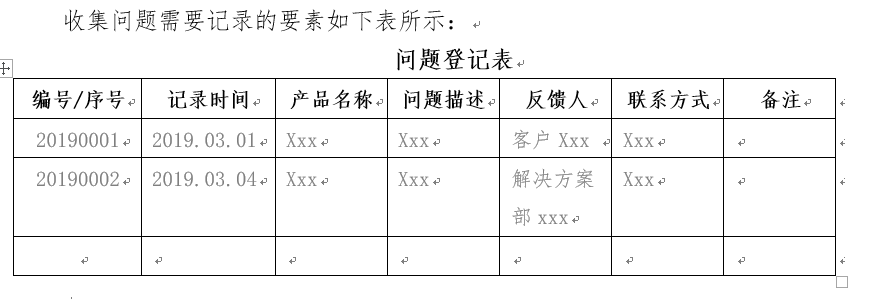 收集问题需要记录的要素如下表所示：
问题登记表
编号/序号 记录时间 产品名称 问题描述 反馈人 联系方式 备注
20190001 2019.03.01 Xxx Xxx 客户 Xxx Xxx
20190002 2019.03.04 Xxx Xxx 解决方案 Xxx
部 xxx